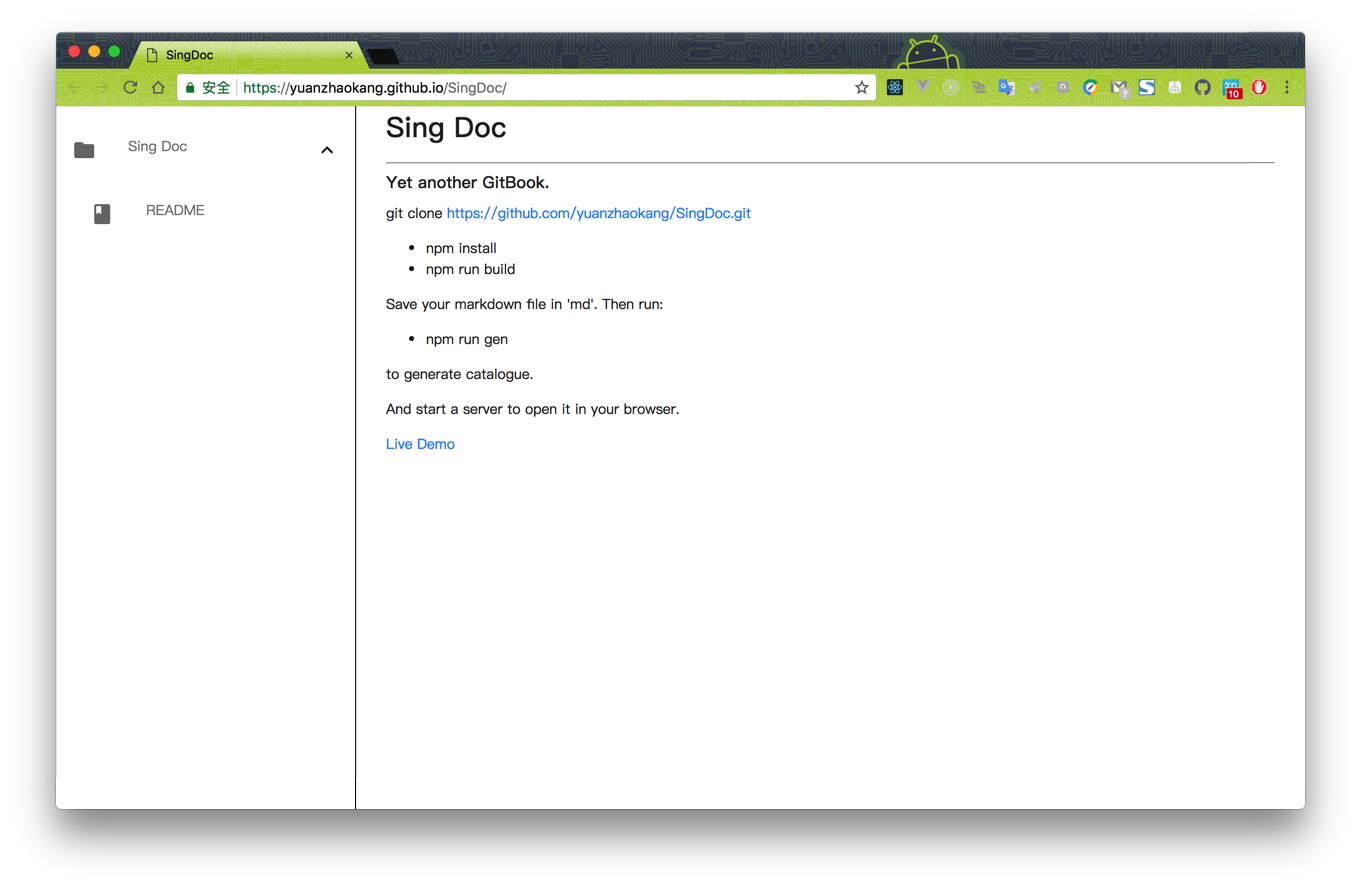 SingDoc
安全 https://yuanzhaokang.github.io/SingDoc/
10
Sing Doc
README
Sing Doc
Yet another GitBook.
git clone https://github.com/yuanzhaokang/SingDoc.git
npm install
npm run build
Save your markdown file in 'md'. Then run:
npm run gen
to generate catalogue.
And start a server to open it in your browser.
Live Demo